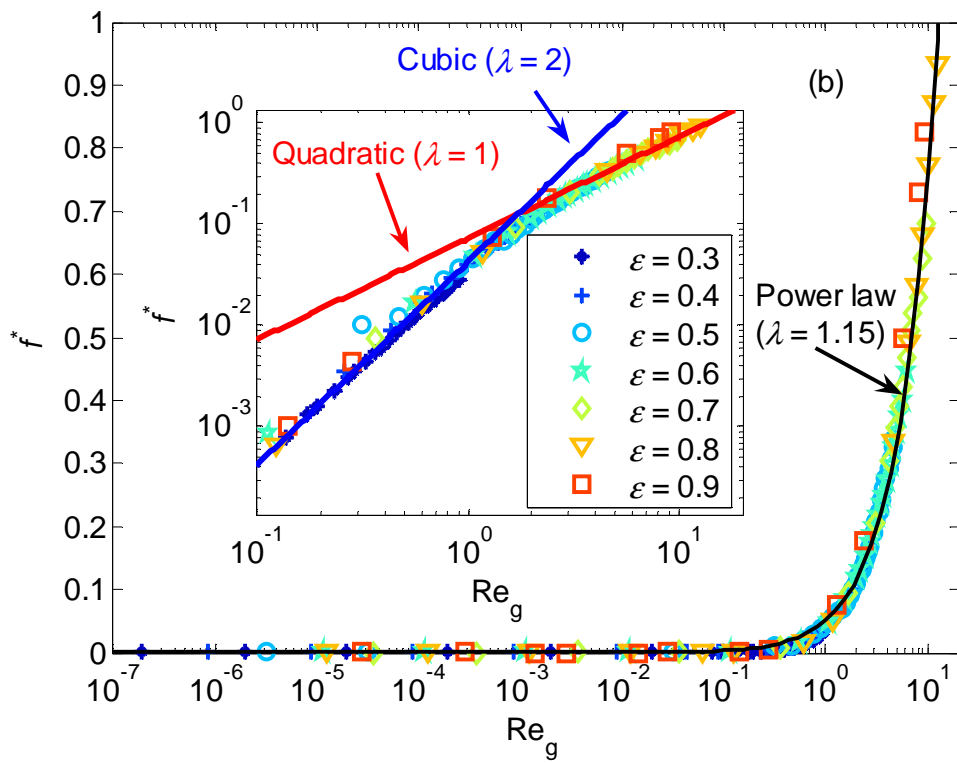 1
0.9
0.8
0.7
0.6
0.5
0.4
0.3
0.2
0.1
0
f*
(b)
Cubic (λ = 2)
Quadratic (λ = 1)
10^0
10^-1
10^-2
10^-3
f*
ε = 0.3
ε = 0.4
ε = 0.5
ε = 0.6
ε = 0.7
ε = 0.8
ε = 0.9
10^-1 10^0 10^1
Re_g
Power law
(λ = 1.15)
10^-7 10^-6 10^-5 10^-4 10^-3 10^-2 10^-1 10^0 10^1
Re_g